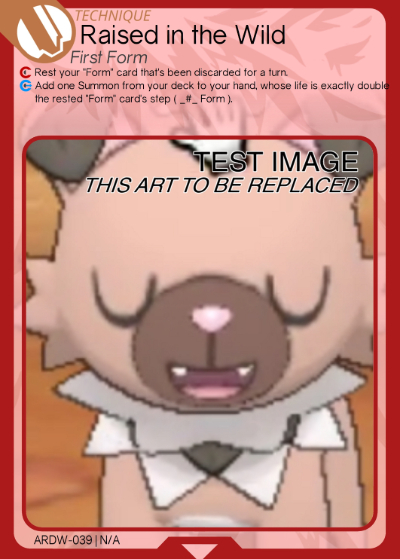 TECHNIQUE
Raised in the Wild
First Form
C Rest your "Form" card that's been discarded for a turn.
C Add one Summon from your deck to your hand, whose life is exactly double
the rested "Form" card's step ( _#_ Form ).
TEST IMAGE
THIS ART TO BE REPLACED
ARDW-039 | N/A